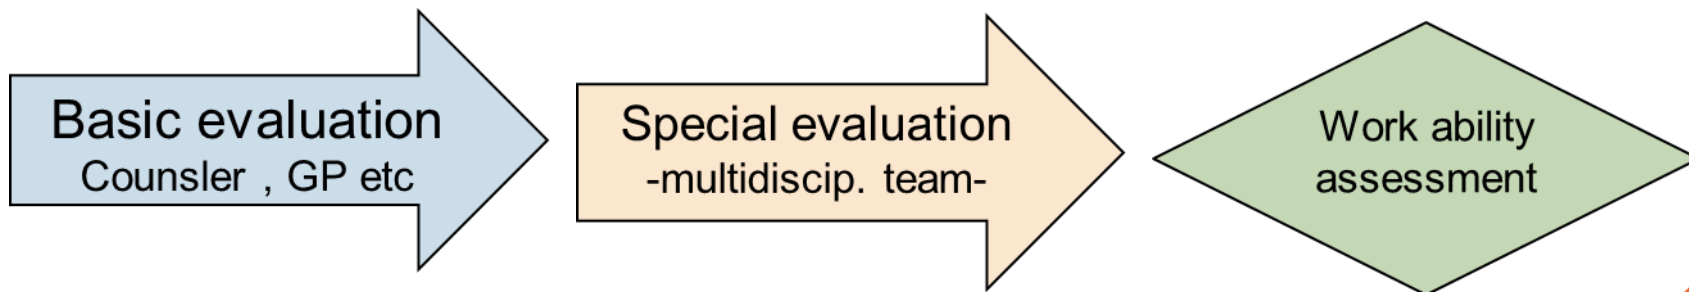 Basic evaluation
Counsler , GP etc
Special evaluation
-multidiscip. team-
Work ability
assessment